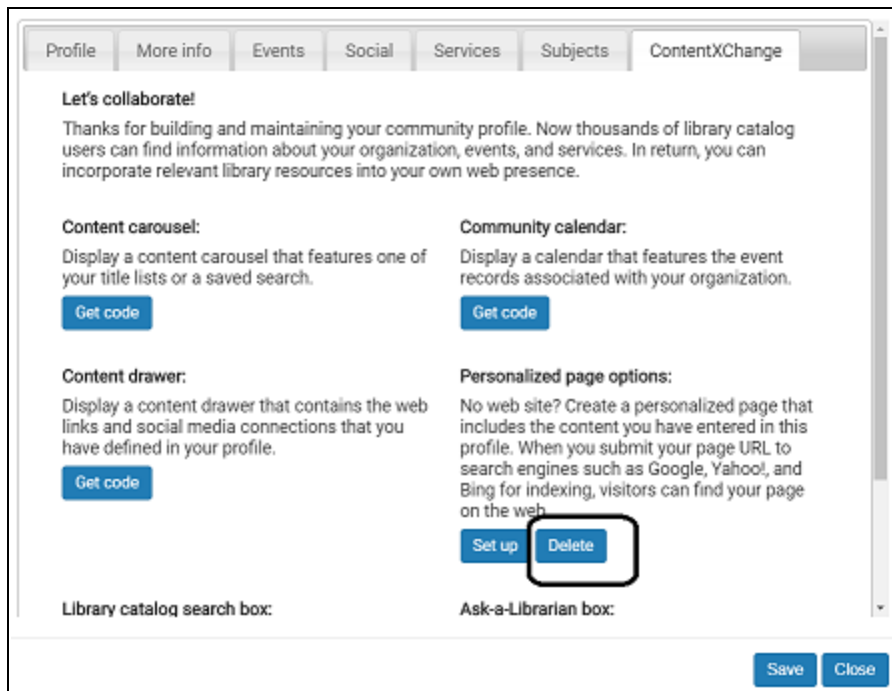 Profile More info Events Social Services Subjects ContentXChange
Let's collaborate!
Thanks for building and maintaining your community profile. Now thousands of library catalog
users can find information about your organization, events, and services. In return, you can
incorporate relevant library resources into your own web presence.
Content carousel:
Display a content carousel that features one of
your title lists or a saved search.
Get code
Community calendar:
Display a calendar that features the event
records associated with your organization.
Get code
Content drawer:
Display a content drawer that contains the web
links and social media connections that you
have defined in your profile.
Get code
Personalized page options:
No web site? Create a personalized page that
includes the content you have entered in this
profile. When you submit your page URL to
search engines such as Google, Yahoo!, and
Bing for indexing, visitors can find your page
on the web.
Set up Delete
Library catalog search box:
Ask-a-Librarian box:
Save Close